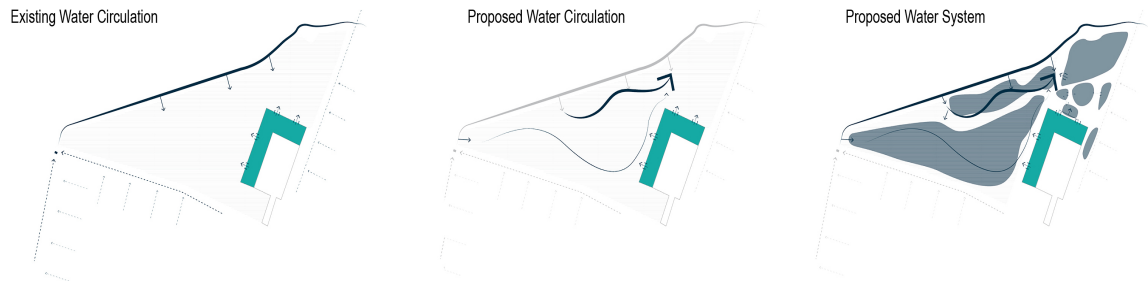 Existing Water Circulation
Proposed Water Circulation
Proposed Water System